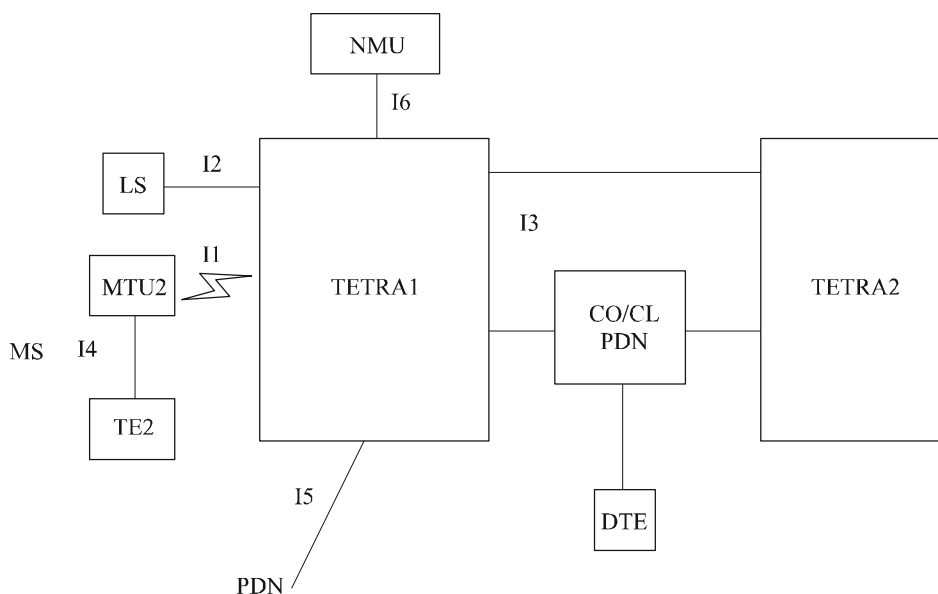 NMU
I6
I2
LS
I3
I1
MTU2
TETRA1
TETRA2
CO/CL
PDN
MS
I4
TE2
I5
DTE
PDN